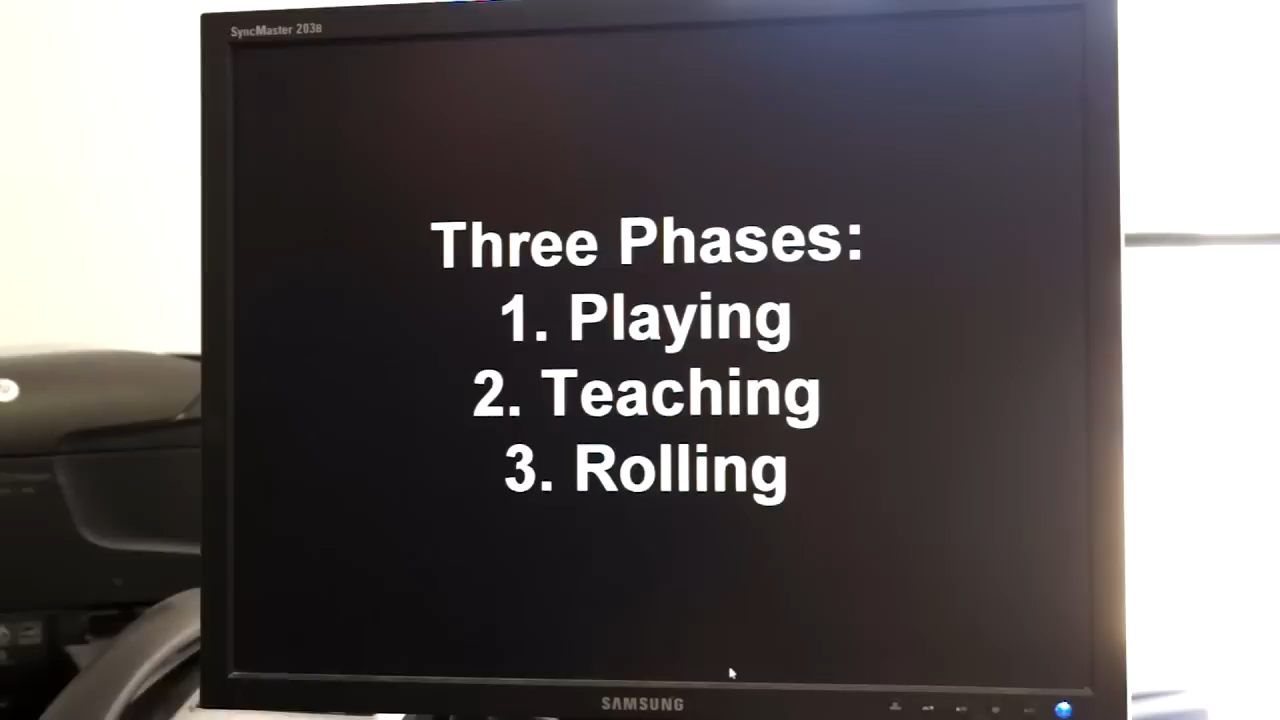 SyncMaster 203B
Three Phases:
1. Playing
2. Teaching
3. Rolling
SAMSUNG